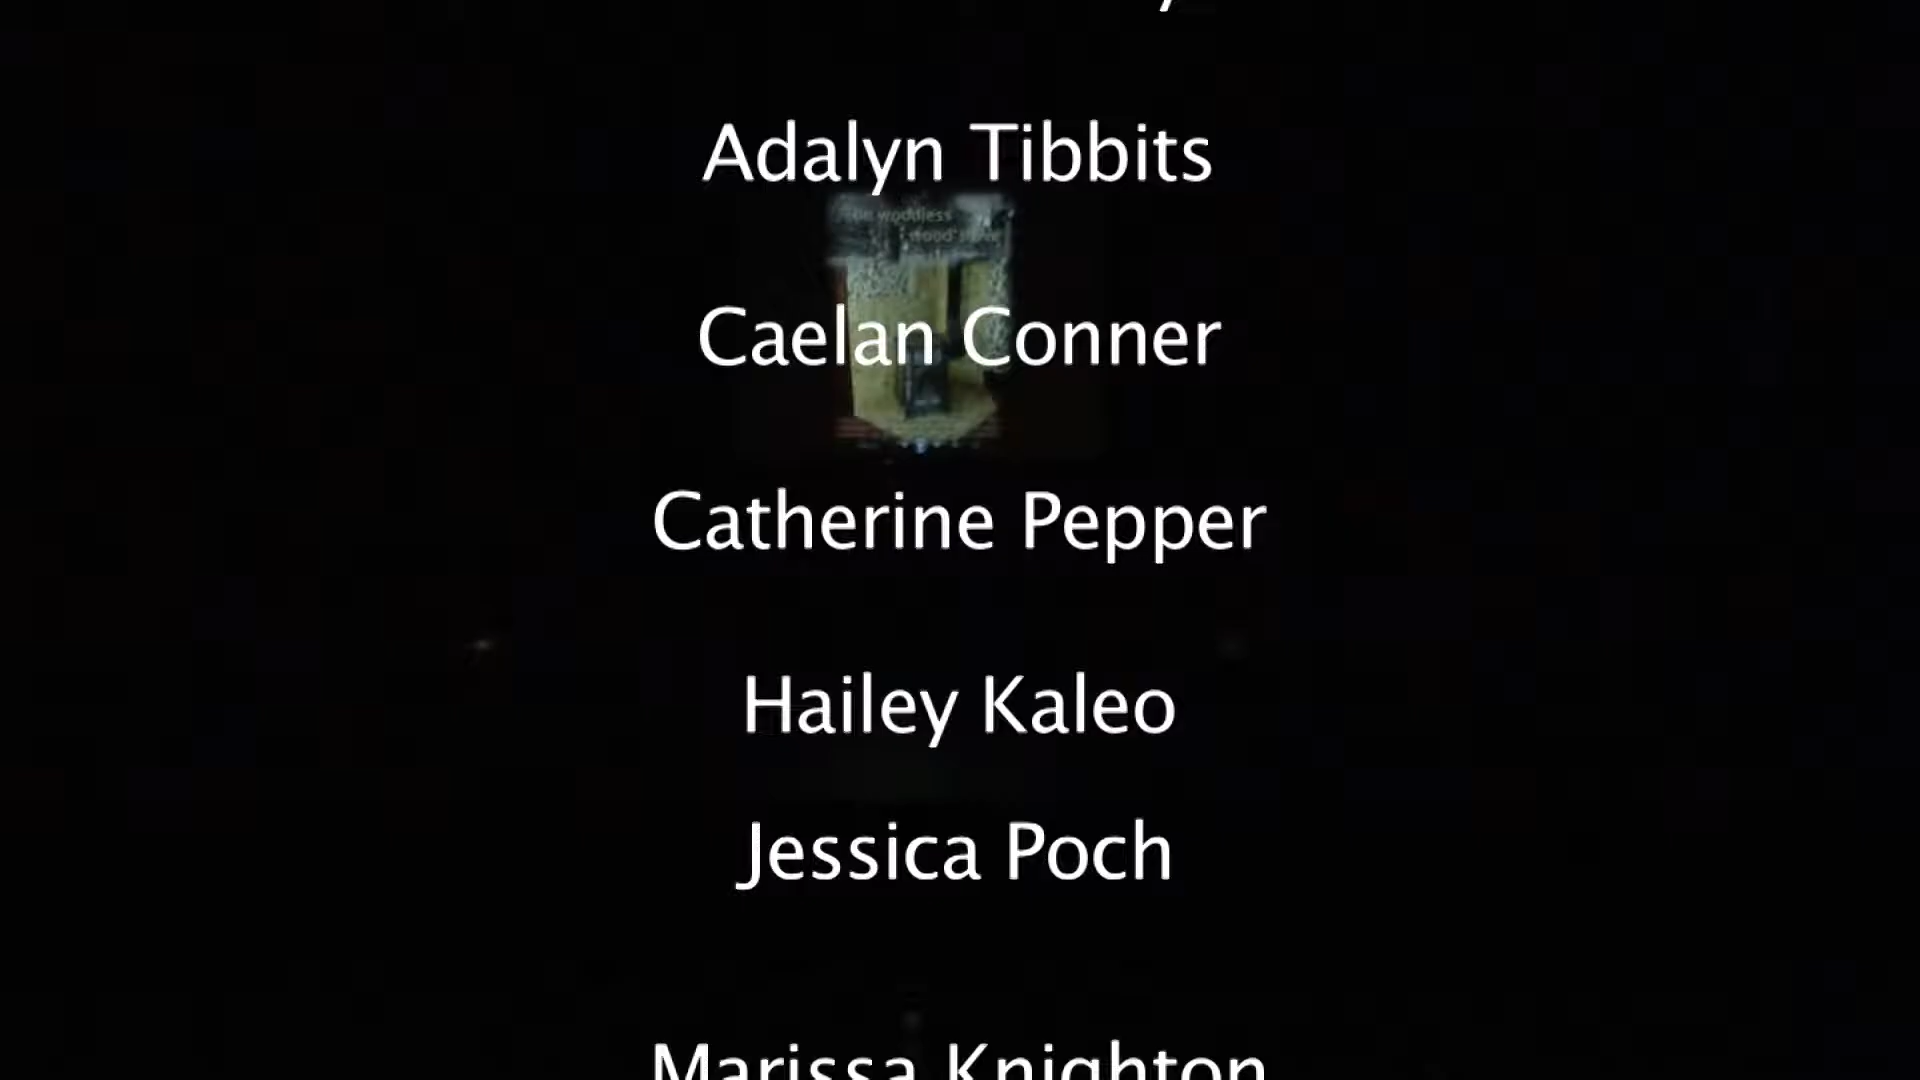 Adalyn Tibbits
Caelan Conner
Catherine Pepper
Hailey Kaleo
Jessica Poch
Marissa Knighton